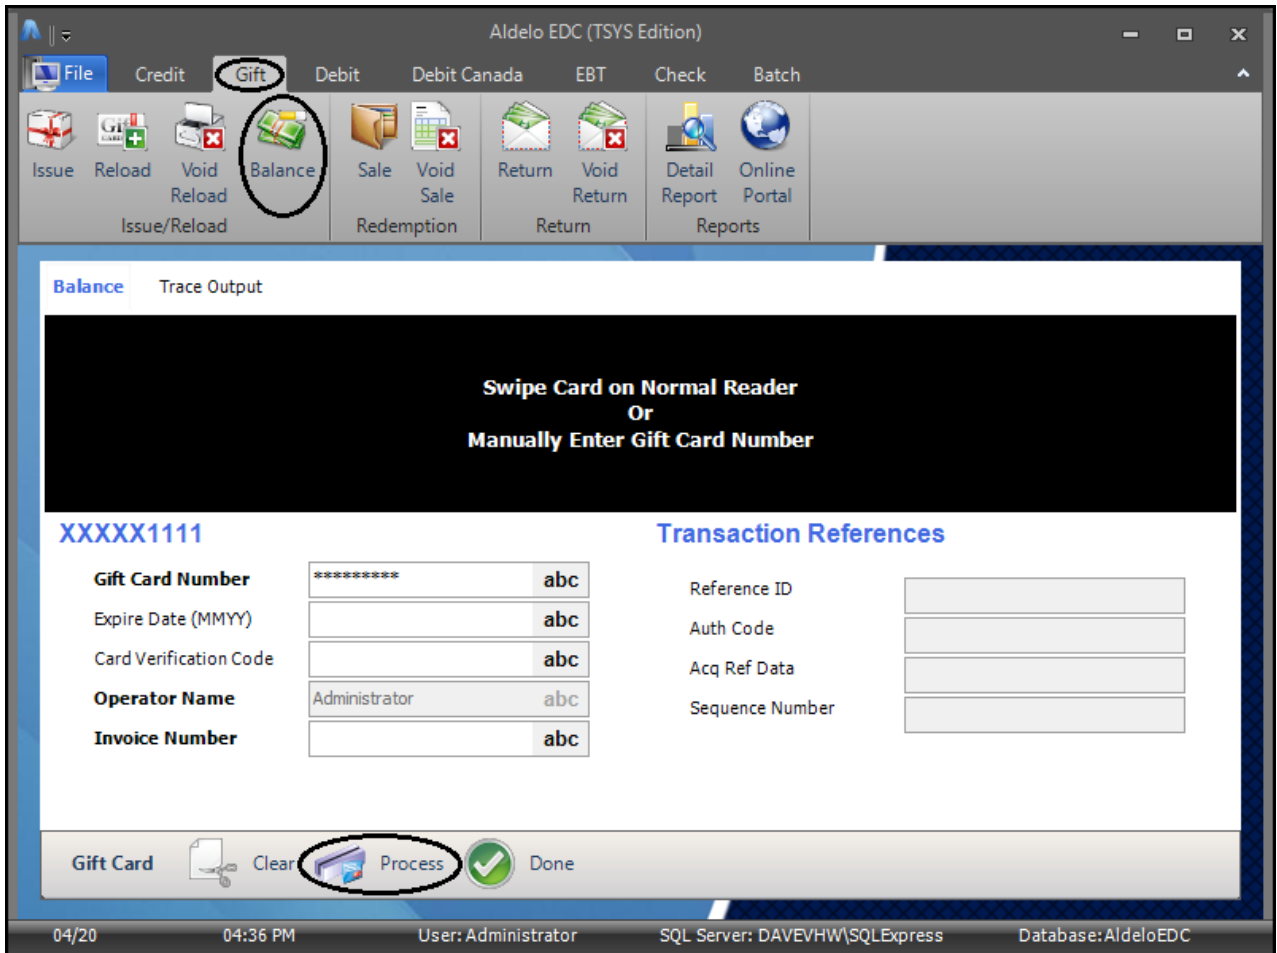 Aldelo EDC (TSYS Edition)
File Credit Gift Debit Debit Canada EBT Check Batch
Issue Reload Void Reload Balance Sale Void Sale Return Void Return Detail Report Online Portal
Issue/Reload Redemption Return Reports
Balance Trace Output
Swipe Card on Normal Reader
Or
Manually Enter Gift Card Number
XXXXX1111
Gift Card Number ********* abc
Expire Date (MMYY) abc
Card Verification Code abc
Operator Name Administrator abc
Invoice Number abc
Transaction References
Reference ID
Auth Code
Acq Ref Data
Sequence Number
Gift Card Clear Process Done
04/20 04:36 PM User: Administrator SQL Server: DAVEVHW\SQLExpress Database:AldeloEDC